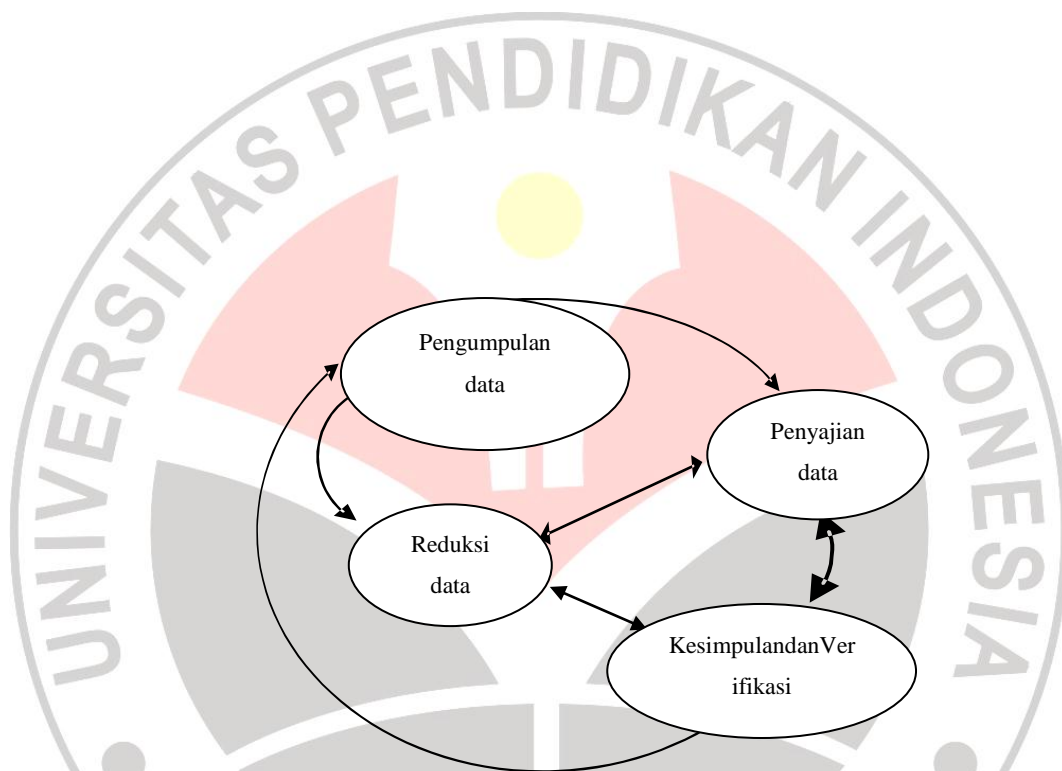 UNIVERSITAS PENDIDIKAN INDONESIA
Pengumpulan
data
Penyajian
data
Reduksi
data
KesimpulandanVer
ifikasi